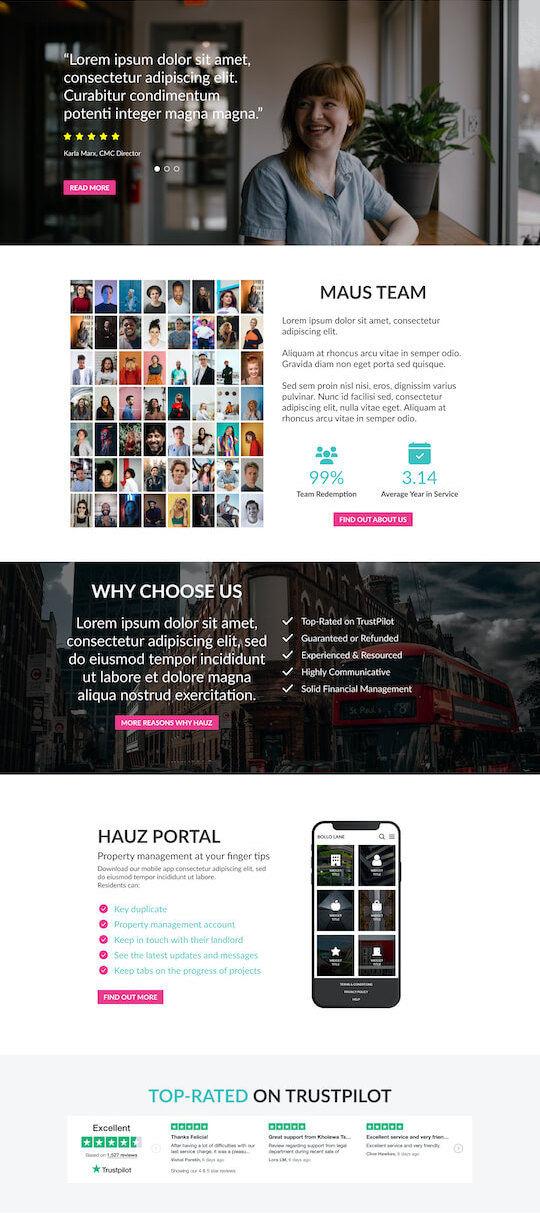 “Lorem ipsum dolor sit amet,
consectetur adipiscing elit.
Curabitur condimentum
potenti integer magna magna.”
Karla Marx, CMC Director
READ MORE
MAUS TEAM
Lorem ipsum dolor sit amet, consectetur
adipiscing elit.
Aliquam at rhoncus arcu vitae in semper odio.
Gravida diam non eget porta sed quisque.
Sed sem proin nisl nisi, eros, dignissim varius
pulvinar. Nunc id facilisi sed, consectetur
adipiscing elit, nulla vitae eget. Aliquam at
rhoncus arcu vitae in semper odio.
99%
Team Redemption
3.14
Average Year in Service
FIND OUT ABOUT US
WHY CHOOSE US
Lorem ipsum dolor sit amet,
consectetur adipiscing elit, sed
do eiusmod tempor incididunt
ut labore et dolore magna
aliqua nostrud exercitation.
MORE REASONS WHY HAUZ
Top-Rated on TrustPilot
Guaranteed or Refunded
Experienced & Resourced
Highly Communicative
Solid Financial Management
St Paul's
HAUZ PORTAL
Property management at your finger tips
Download our mobile app consectetur adipiscing elit, sed
do eiusmod tempor incididunt ut labore.
Residents can:
Key duplicate
Property management account
Keep in touch with their landlord
See the latest updates and messages
Keep tabs on the progress of projects
FIND OUT MORE
BOLLO LANE
WIDGET
TITLE
WIDGET
TITLE
WIDGET
TITLE
WIDGET
TITLE
WIDGET
TITLE
WIDGET
TITLE
TERMS & CONDITIONS
PRIVACY POLICY
HELP
TOP-RATED ON TRUSTPILOT
Excellent
Based on 1,527 reviews
Trustpilot
Thanks Felicia!
After having a lot of difficulties with our
last service charge, it was a pleasu...
Vishal Parekh, 5 days ago
Great support from Kholewa Ts...
Review regarding support from legal
department during recent sale of
Lora LM, 6 days ago
Excellent service and very frien...
Excellent service and very friendly.
Clive Hawkes, 5 days ago
Showing our 4 & 5 star reviews